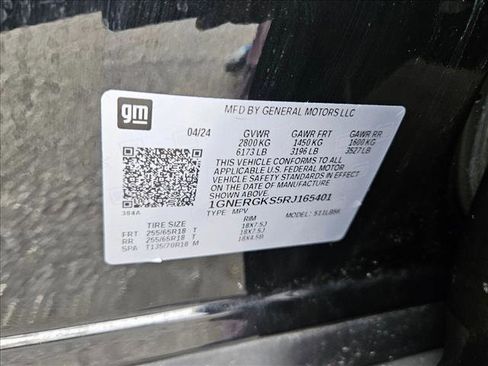 gm
MFD BY GENERAL MOTORS LLC
04/24 GVWR GAWR FRT GAWR RR
2800 KG 1450 KG 1600 KG
6173 LB 3196 LB 3527 LB
THIS VEHICLE CONFORMS TO ALL
APPLICABLE U.S. FEDERAL MOTOR
VEHICLE SAFETY STANDARDS IN
EFFECT ON THE DATE OF MANUFACTURE
SHOWN ABOVE.
1GNERGKS5RJ165401
384A TYPE: MPV MODEL:
TIRE SIZE RIM
FRT 255/65R18 T 18X7.5J
RR 255/65R18 T 18X7.5J
SPA T135/70R18 M 18X4.5B